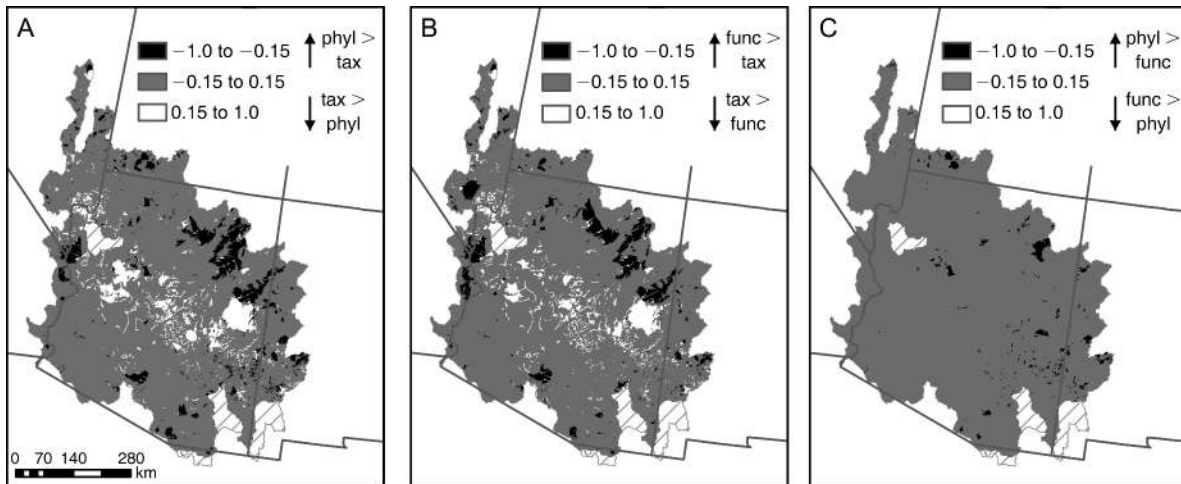 A
−1.0 to −0.15
−0.15 to 0.15
0.15 to 1.0
phyl >
tax
tax >
phyl
0 70 140 280
km
B
−1.0 to −0.15
−0.15 to 0.15
0.15 to 1.0
func >
tax
tax >
func
C
−1.0 to −0.15
−0.15 to 0.15
0.15 to 1.0
phyl >
func
func >
phyl